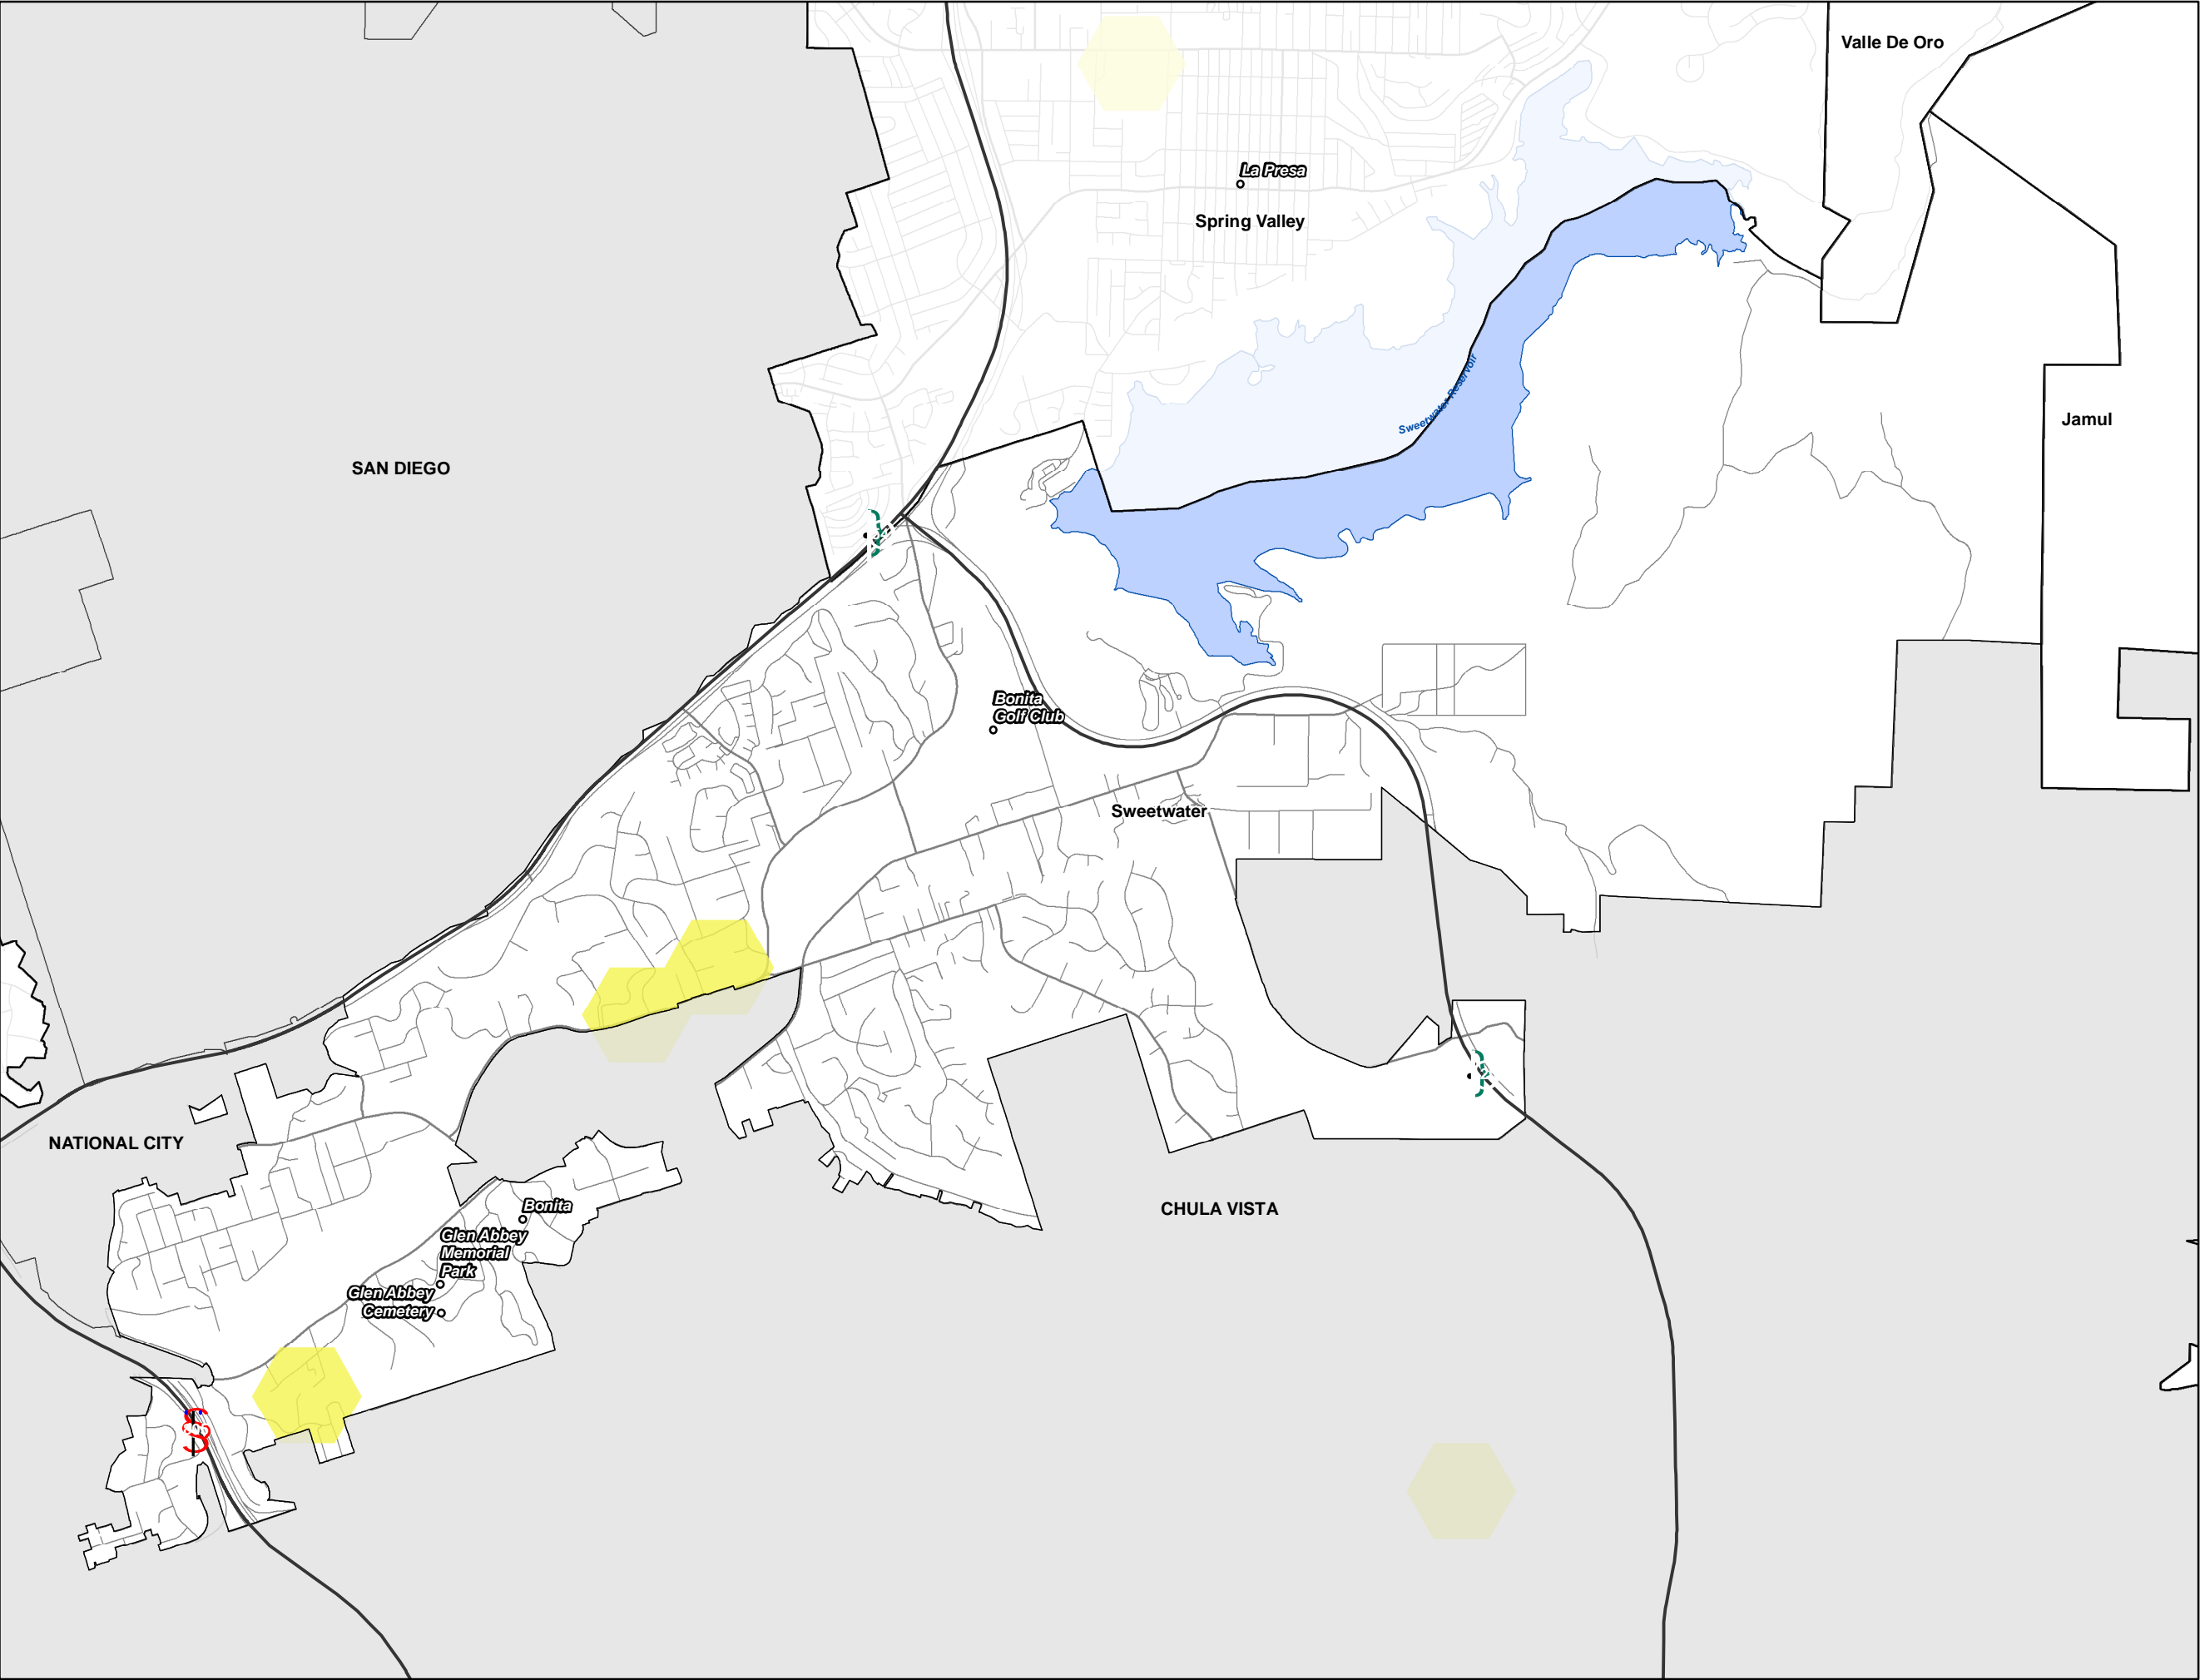 Valle De Oro
La Presa
Spring Valley
Sweetwater Reservoir
Jamul
SAN DIEGO
Bonita
Golf Club
Sweetwater
NATIONAL CITY
Bonita
CHULA VISTA
Glen Abbey
Memorial
Park
Glen Abbey
Cemetery